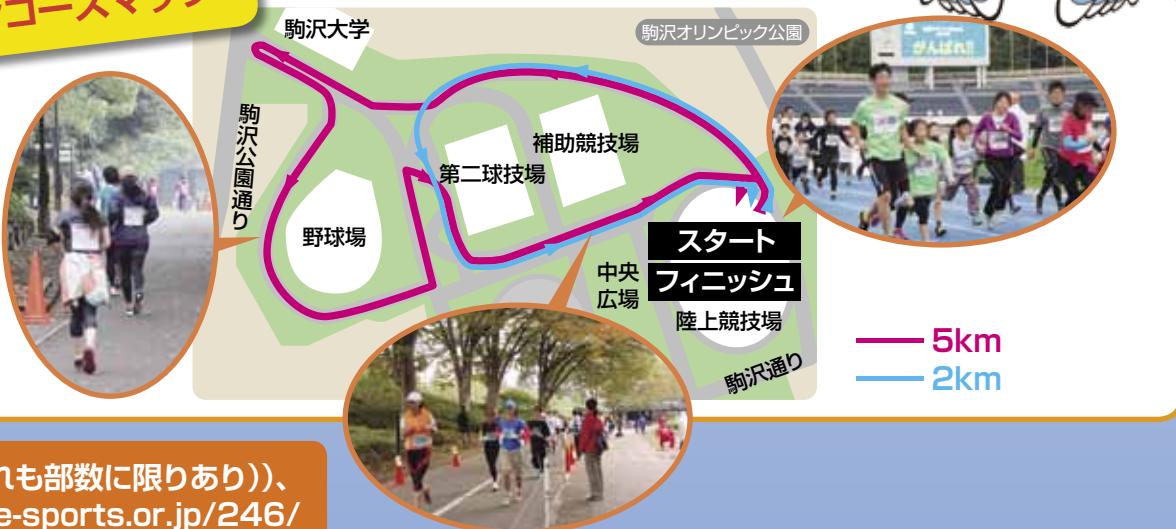 コースマップ
駒沢大学
駒沢オリンピック公園
がんばれ!!
駒沢公園通り
補助競技場
第二球技場
野球場
スタート
フィニッシュ
中央
広場
陸上競技場
駒沢通り
5km
2km
れも部数に限りあり))、
e-sports.or.jp/246/